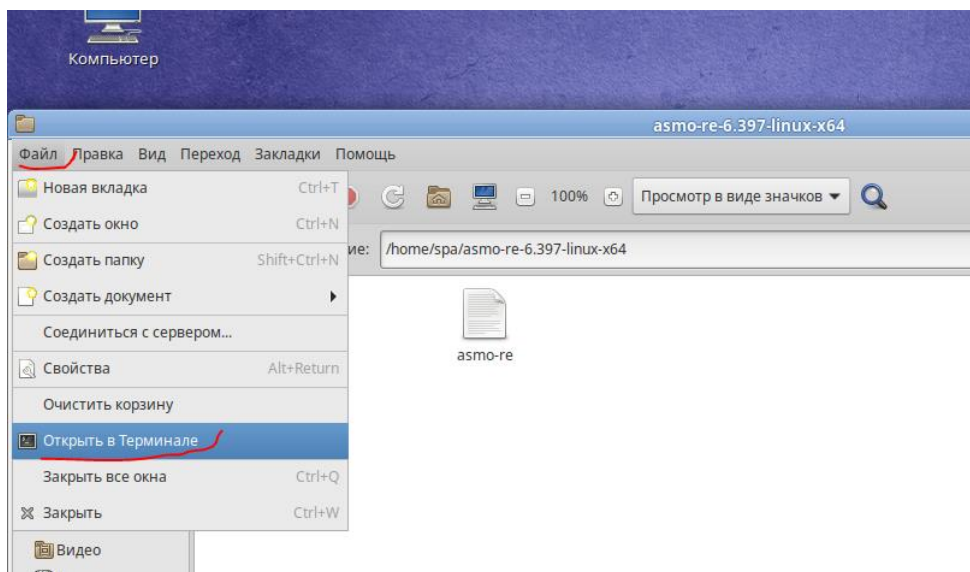 Компьютер
asmo-re-6.397-linux-x64
Файл Правка Вид Переход Закладки Помощь
Новая вкладка Ctrl+T
100% Просмотр в виде значков
Создать окно Ctrl+N
ие: /home/spa/asmo-re-6.397-linux-x64
Создать папку Shift+Ctrl+N
Создать документ
Соединиться с сервером...
asmo-re
Свойства Alt+Return
Очистить корзину
Открыть в Терминале
Закрыть все окна Ctrl+Q
Закрыть Ctrl+W
Видео